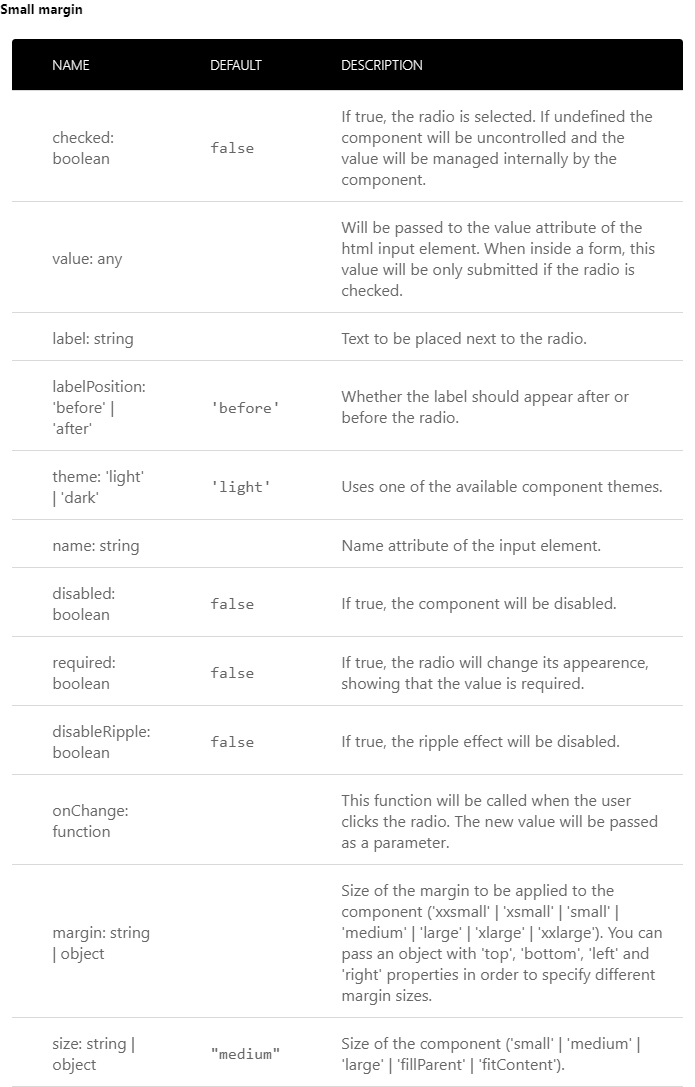 Small margin
NAME DEFAULT DESCRIPTION
If true, the radio is selected. If undefined the
checked: component will be uncontrolled and the
boolean false value will be managed internally by the
component.
Will be passed to the value attribute of the
value: any html input element. When inside a form, this
value will be only submitted if the radio is
checked.
label: string Text to be placed next to the radio.
labelPosition:
'before' | 'before' Whether the label should appear after or
'after' before the radio.
theme: 'light' 'light' Uses one of the available component themes.
| 'dark'
name: string Name attribute of the input element.
disabled: false If true, the component will be disabled.
boolean
required: false If true, the radio will change its appearence,
boolean showing that the value is required.
disableRipple: false If true, the ripple effect will be disabled.
boolean
onChange: This function will be called when the user
function clicks the radio. The new value will be passed
as a parameter.
Size of the margin to be applied to the
component ('xxsmall' | 'xsmall' | 'small' |
margin: string 'medium' | 'large' | 'xlarge' | 'xxlarge'). You can
| object pass an object with 'top', 'bottom', 'left' and
'right' properties in order to specify different
margin sizes.
size: string | "medium" Size of the component ('small' | 'medium' |
object 'large' | 'fillParent' | 'fitContent').